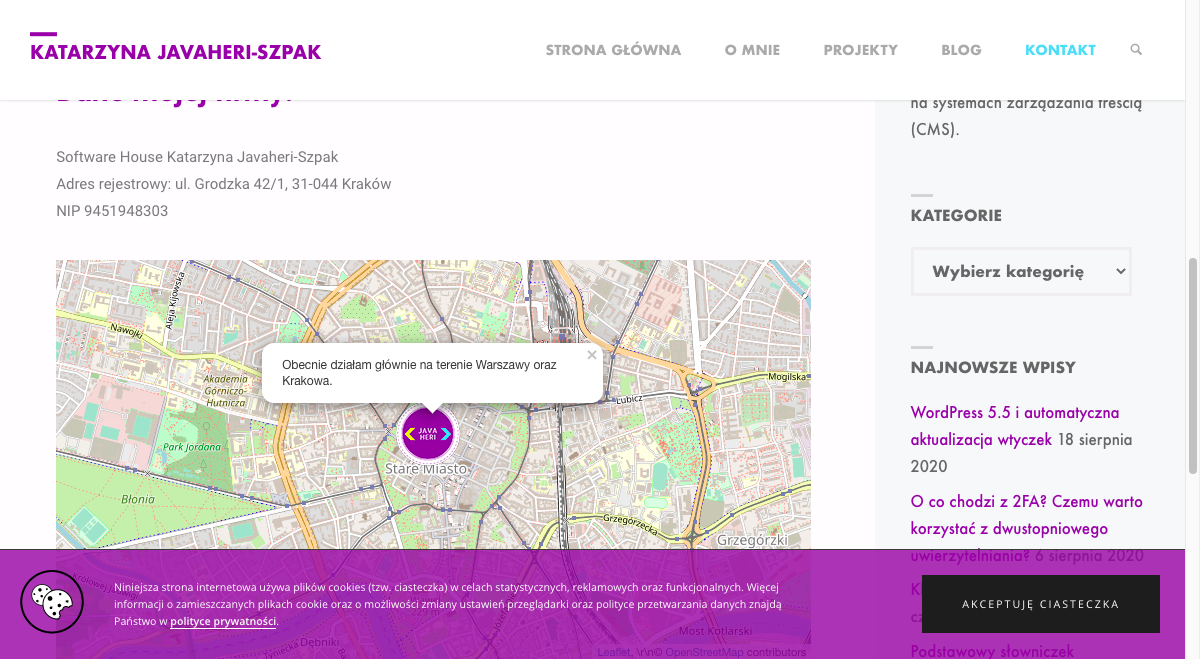 KATARZYNA JAVAHERI-SZPAK
STRONA GŁÓWNA
O MNIE
PROJEKTY
BLOG
KONTAKT
Dane mojej firmy:
Software House Katarzyna Javaheri-Szpak
Adres rejestrowy: ul. Grodzka 42/1, 31-044 Kraków
NIP 9451948303
Aleja Kijowska
Nawojki
Obecnie działam głównie na terenie Warszawy oraz
Krakowa.
×
Akademia
Górniczo-
Hutnicza
Mogilska
Lubicz
JAVA
HERI
Park Jordana
Stare Miasto
Błonia
Grzegórzecka
Grzegórzki
Dębniki
Most Kotlarski
Leaflet, \r\n© OpenStreetMap contributors
na systemach zarządzania treścią
(CMS).
KATEGORIE
Wybierz kategorię
NAJNOWSZE WPISY
WordPress 5.5 i automatyczna
aktualizacja wtyczek 18 sierpnia
2020
O co chodzi z 2FA? Czemu warto
korzystać z dwustopniowego
uwierzytelniania? 6 sierpnia 2020
Podstawowy słowniczek
Niniejsza strona internetowa używa plików cookies (tzw. ciasteczka) w celach statystycznych, reklamowych oraz funkcjonalnych. Więcej
informacji o zamieszczanych plikach cookie oraz o możliwości zmiany ustawień przeglądarki oraz polityce przetwarzania danych znajdą
Państwo w polityce prywatności.
AKCEPTUJĘ CIASTECZKA